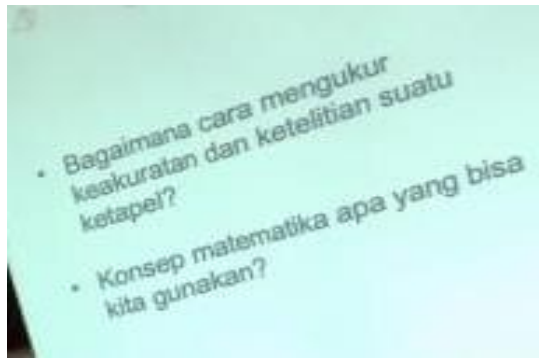 • Bagaimana cara mengukur
keakuratan dan ketelitian suatu
ketapel?
• Konsep matematika apa yang bisa
kita gunakan?